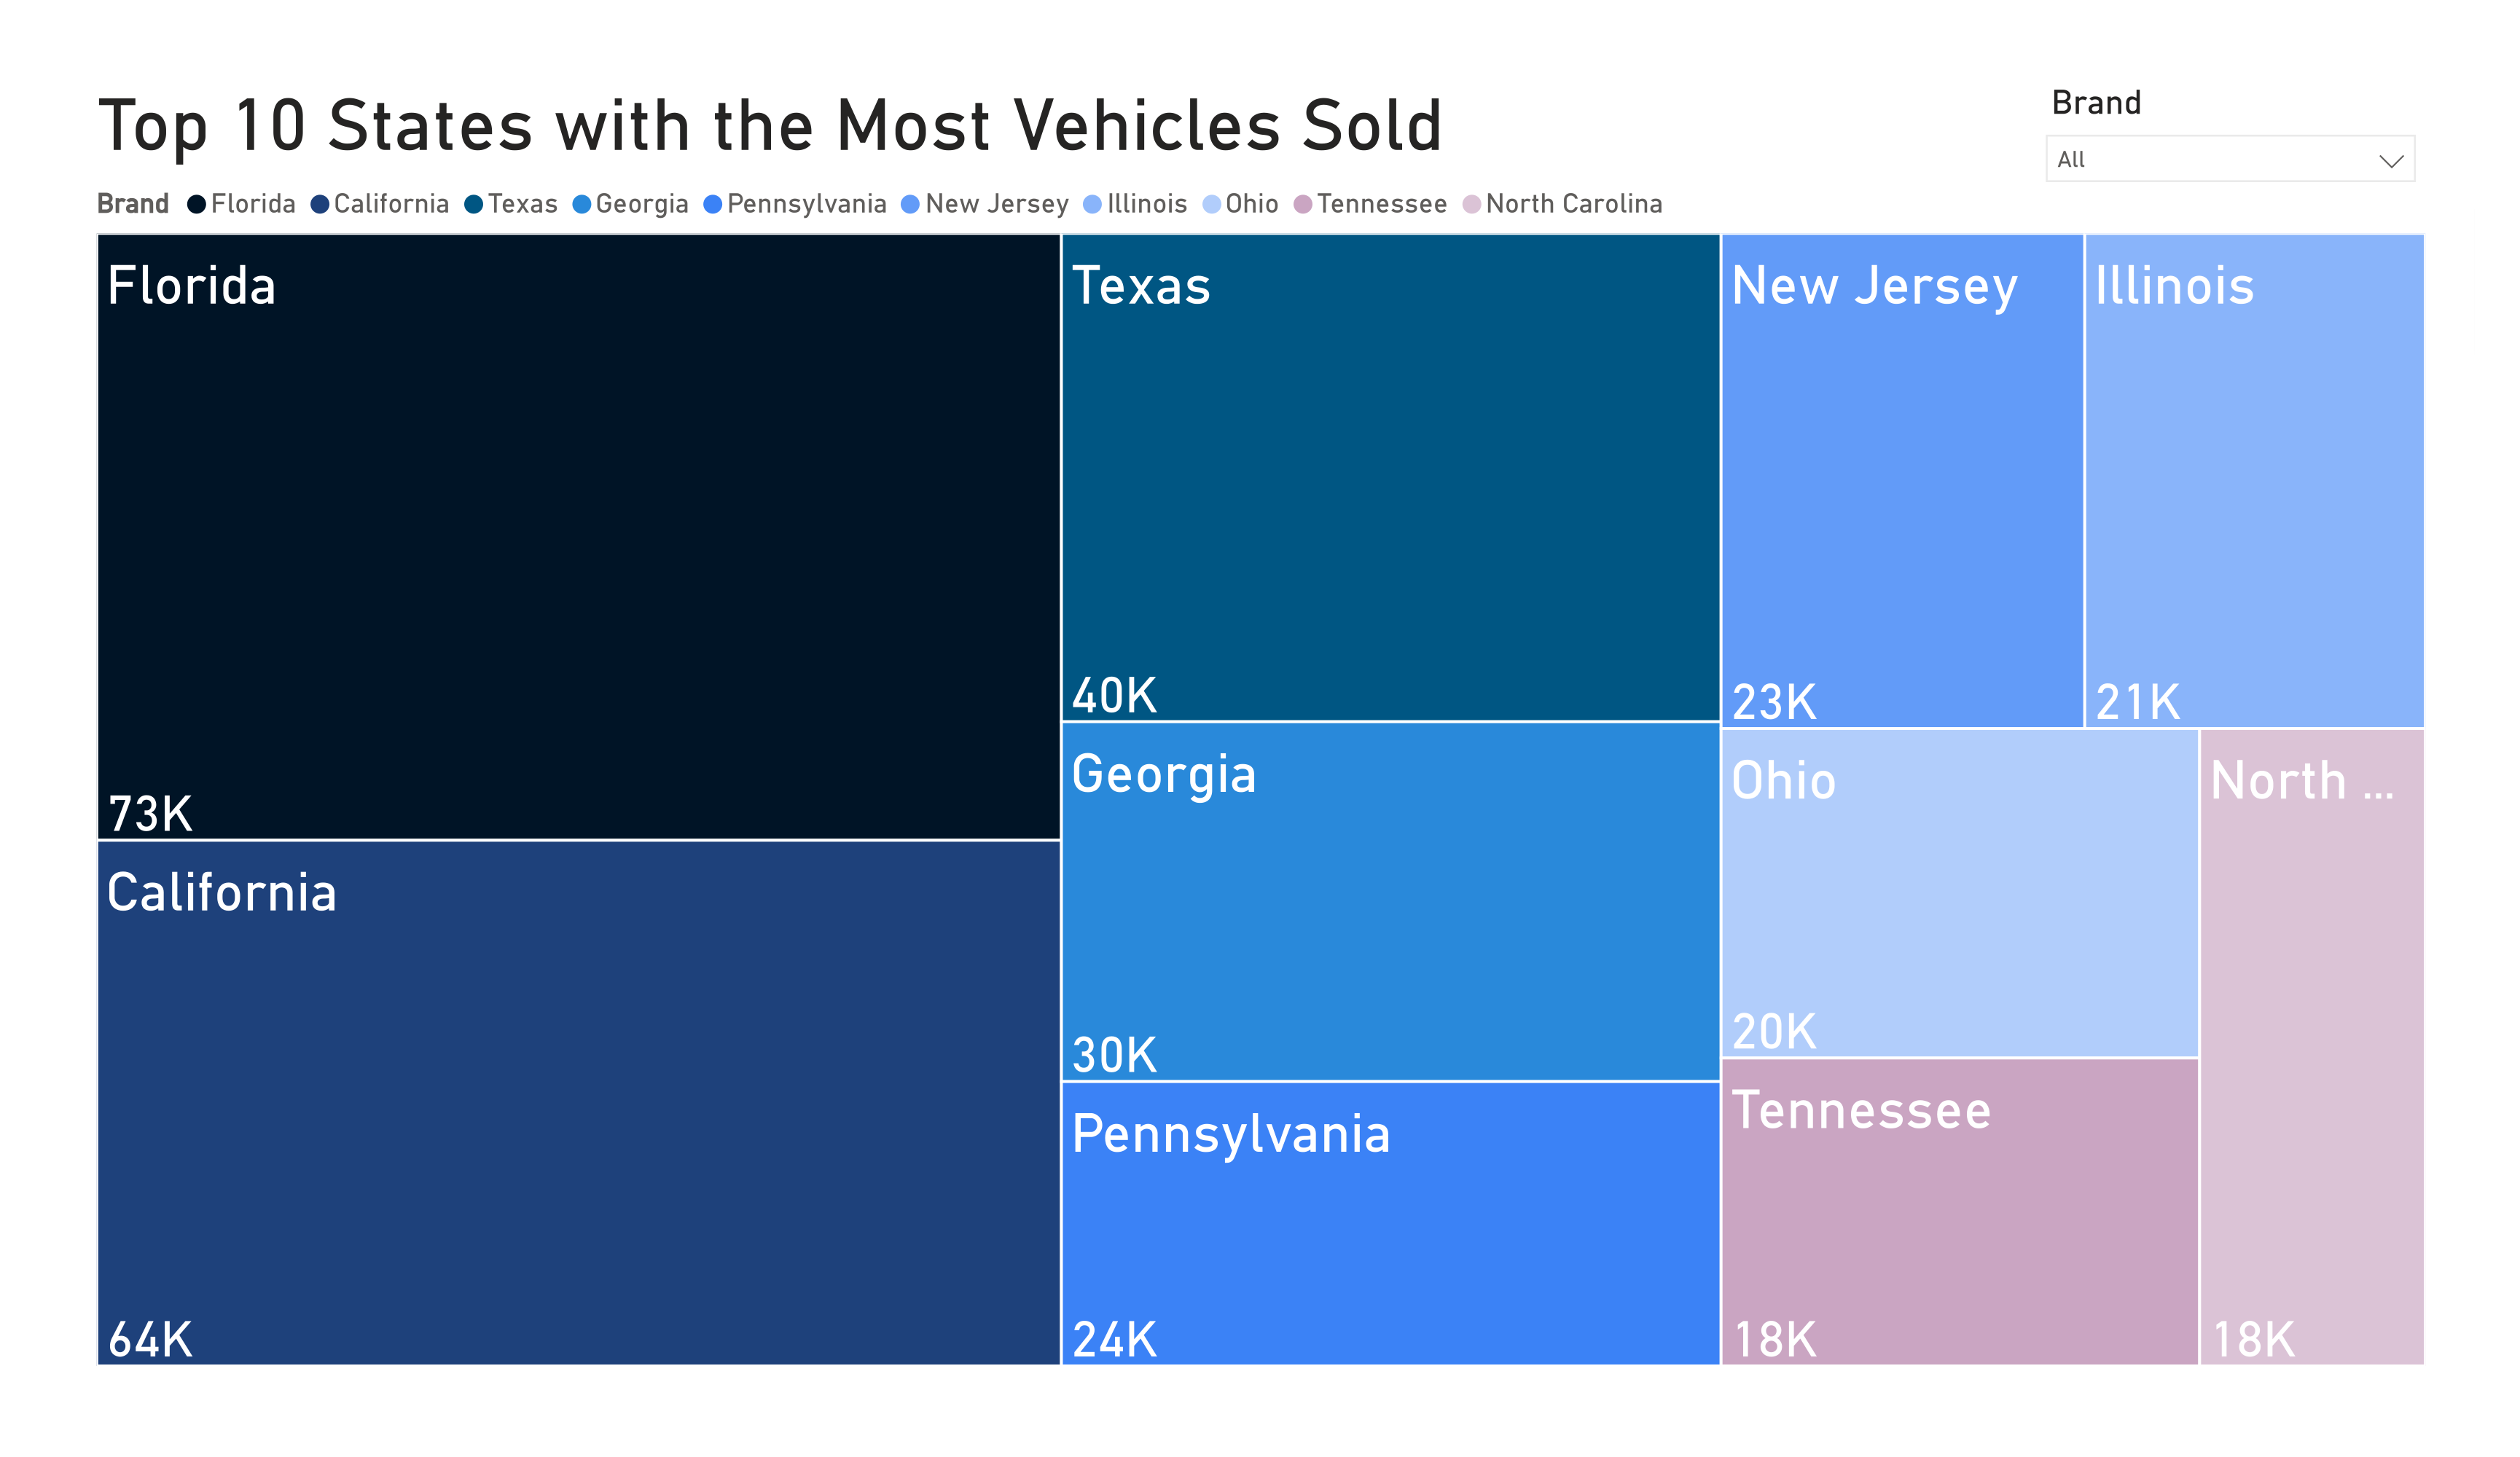 Top 10 States with the Most Vehicles Sold
Brand
All
Brand Florida California Texas Georgia Pennsylvania New Jersey Illinois Ohio Tennessee North Carolina
Florida
73K
California
64K
Texas
40K
Georgia
30K
Pennsylvania
24K
New Jersey
23K
Illinois
21K
Ohio
20K
Tennessee
18K
North ...
18K